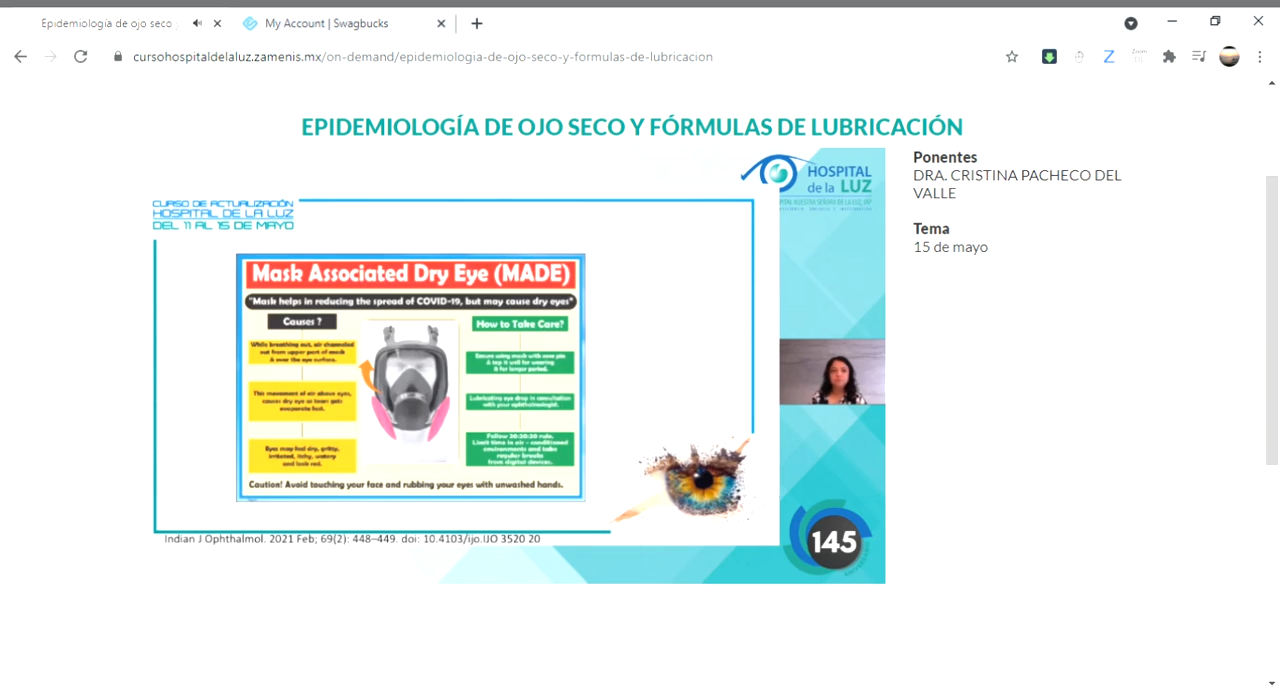 Epidemiología de ojo seco y
My Account | Swagbucks
cursohospitaldelaluz.zamenis.mx/on-demand/epidemiologia-de-ojo-seco-y-formulas-de-lubricacion
EPIDEMIOLOGÍA DE OJO SECO Y FÓRMULAS DE LUBRICACIÓN
Ponentes
DRA. CRISTINA PACHECO DEL
VALLE
Tema
15 de mayo
HOSPITAL
de la LUZ
CURSO DE ACTUALIZACIÓN
HOSPITAL DE LA LUZ
DEL 11 AL 15 DE MAYO
Mask Associated Dry Eye (MADE)
"Mask helps in reducing the spread of COVID-19, but may cause dry eyes"
Causes ?
While breathing out, air channeled
out from upper part of mask
& over the eye surface.
This movement of air above eyes,
causes dry eye as tears gets
evaporate fast.
Eyes may feel dry, gritty,
irritated, itchy, watery
and look red.
How to Take Care?
Ensure using mask with nose pin
& tap it well for wearing
it for longer period.
Lubricating eye drop in consultation
with your ophthalmologist.
Follow 20:20:20 rule.
Limit time in air - conditioned
environments and take
regular breaks
from digital devices.
Caution! Avoid touching your face and rubbing your eyes with unwashed hands.
Indian J Ophthalmol. 2021 Feb; 69(2): 448–449. doi: 10.4103/ijo.IJO 3520 20
145